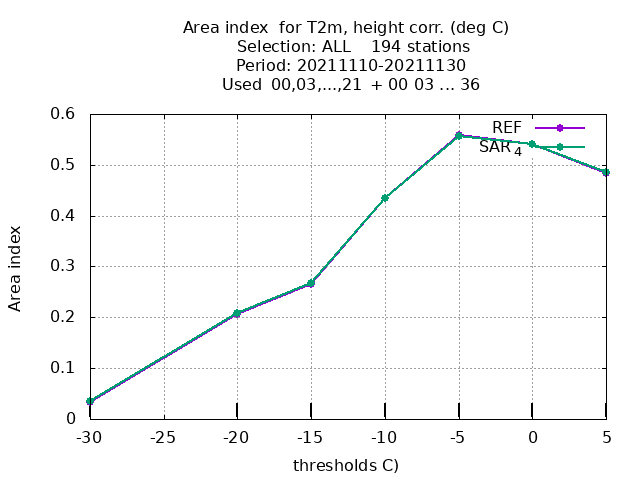 Area index  for T2m, height corr. (deg C)
Selection: ALL    194 stations
Period: 20211110-20211130
Used  00,03,...,21  + 00 03 ... 36
REF
SAR 4
0.6
0.5
0.4
0.3
0.2
0.1
0
Area index
-30 -25 -20 -15 -10 -5 0 5
thresholds C)